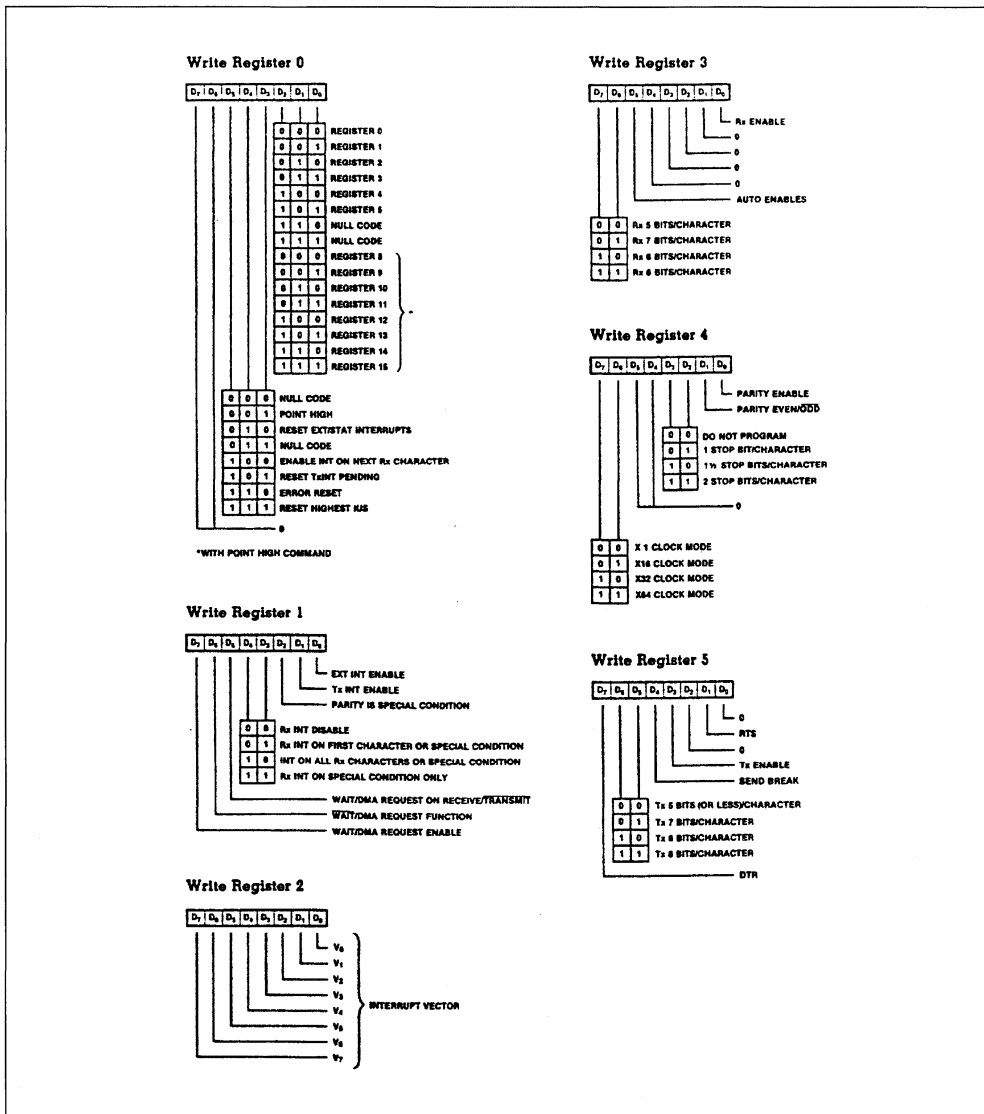 Write Register 0
D7 D6 D5 D4 D3 D2 D1 D0
0 0 0 REGISTER 0
0 0 1 REGISTER 1
0 1 0 REGISTER 2
0 1 1 REGISTER 3
1 0 0 REGISTER 4
1 0 1 REGISTER 5
1 1 0 NULL CODE
1 1 1 NULL CODE
0 0 0 REGISTER 8
0 0 1 REGISTER 9
0 1 0 REGISTER 10
0 1 1 REGISTER 11
1 0 0 REGISTER 12
1 0 1 REGISTER 13
1 1 0 REGISTER 14
1 1 1 REGISTER 15
*
0 0 0 NULL CODE
0 0 1 POINT HIGH
0 1 0 RESET EXT/STAT INTERRUPTS
0 1 1 NULL CODE
1 0 0 ENABLE INT ON NEXT Rx CHARACTER
1 0 1 RESET TxINT PENDING
1 1 0 ERROR RESET
1 1 1 RESET HIGHEST IUS
0
*WITH POINT HIGH COMMAND
Write Register 1
D7 D6 D5 D4 D3 D2 D1 D0
EXT INT ENABLE
Tx INT ENABLE
PARITY IS SPECIAL CONDITION
0 0 Rx INT DISABLE
0 1 Rx INT ON FIRST CHARACTER OR SPECIAL CONDITION
1 0 INT ON ALL Rx CHARACTERS OR SPECIAL CONDITION
1 1 Rx INT ON SPECIAL CONDITION ONLY
WAIT/DMA REQUEST ON RECEIVE/TRANSMIT
WAIT/DMA REQUEST FUNCTION
WAIT/DMA REQUEST ENABLE
Write Register 2
D7 D6 D5 D4 D3 D2 D1 D0
V0
V1
V2
V3
V4
V5
V6
V7
INTERRUPT VECTOR
Write Register 3
D7 D6 D5 D4 D3 D2 D1 D0
Rx ENABLE
0
0
0
0
AUTO ENABLES
0 0 Rx 5 BITS/CHARACTER
0 1 Rx 7 BITS/CHARACTER
1 0 Rx 6 BITS/CHARACTER
1 1 Rx 8 BITS/CHARACTER
Write Register 4
D7 D6 D5 D4 D3 D2 D1 D0
PARITY ENABLE
PARITY EVEN/ODD
0 0 DO NOT PROGRAM
0 1 1 STOP BIT/CHARACTER
1 0 1½ STOP BITS/CHARACTER
1 1 2 STOP BITS/CHARACTER
0
0 0 X 1 CLOCK MODE
0 1 X16 CLOCK MODE
1 0 X32 CLOCK MODE
1 1 X64 CLOCK MODE
Write Register 5
D7 D6 D5 D4 D3 D2 D1 D0
0
RTS
0
Tx ENABLE
SEND BREAK
0 0 Tx 5 BITS (OR LESS)/CHARACTER
0 1 Tx 7 BITS/CHARACTER
1 0 Tx 6 BITS/CHARACTER
1 1 Tx 8 BITS/CHARACTER
DTR